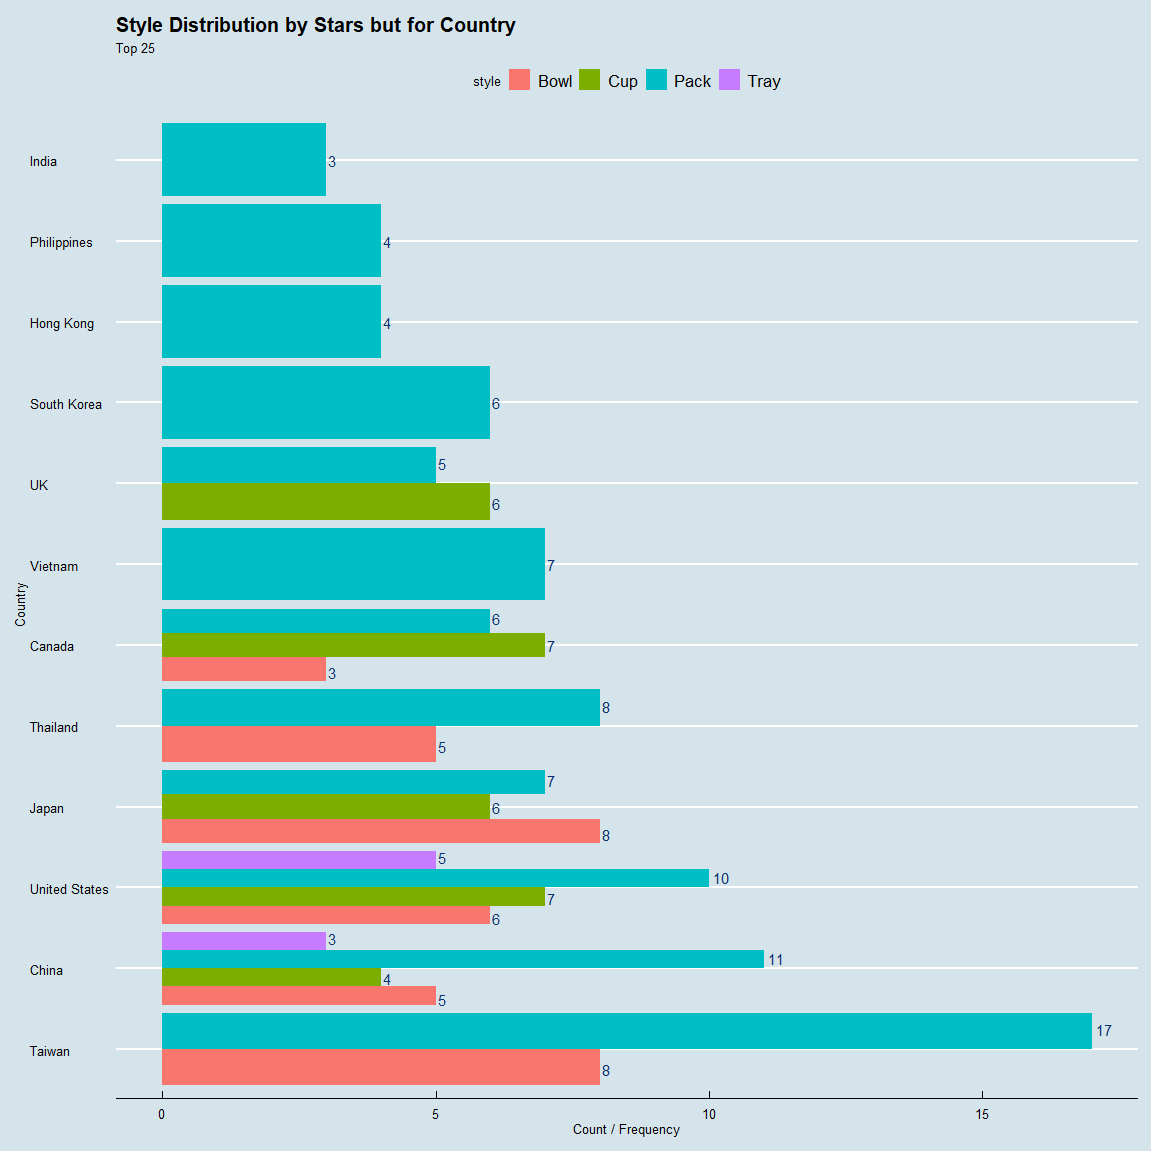 Style Distribution by Stars but for Country
Top 25
style Bowl Cup Pack Tray
India 3
Philippines 4
Hong Kong 4
South Korea 6
5
UK
6
Vietnam 7
Country
6
Canada 7
3
8
Thailand
5
7
Japan 6
8
5
10
United States
7
6
3
11
China
4
5
17
Taiwan
8
0 5 10 15
Count / Frequency